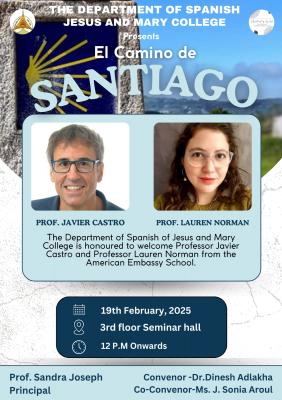 THE DEPARTMENT OF SPANISH
JESUS AND MARY COLLEGE
Presents
El Camino de
SANTIAGO
PROF. JAVIER CASTRO
PROF. LAUREN NORMAN
The Department of Spanish of Jesus and Mary
College is honoured to welcome Professor Javier
Castro and Professor Lauren Norman from the
American Embassy School.
19th February, 2025
3rd floor Seminar hall
12 P.M Onwards
Prof. Sandra Joseph
Principal
Convenor -Dr.Dinesh Adlakha
Co-Convenor-Ms. J. Sonia Aroul